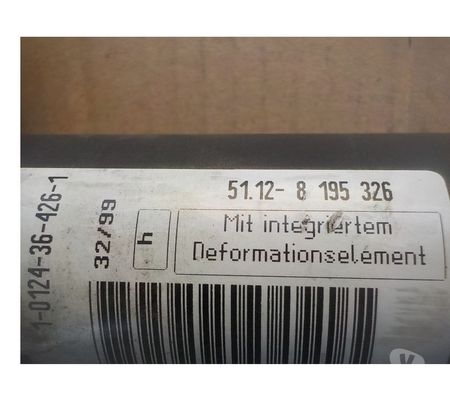 51.12- 8 195 326
Mit integriertem
Deformationselement
h
32/99
1-0124-36-426-1